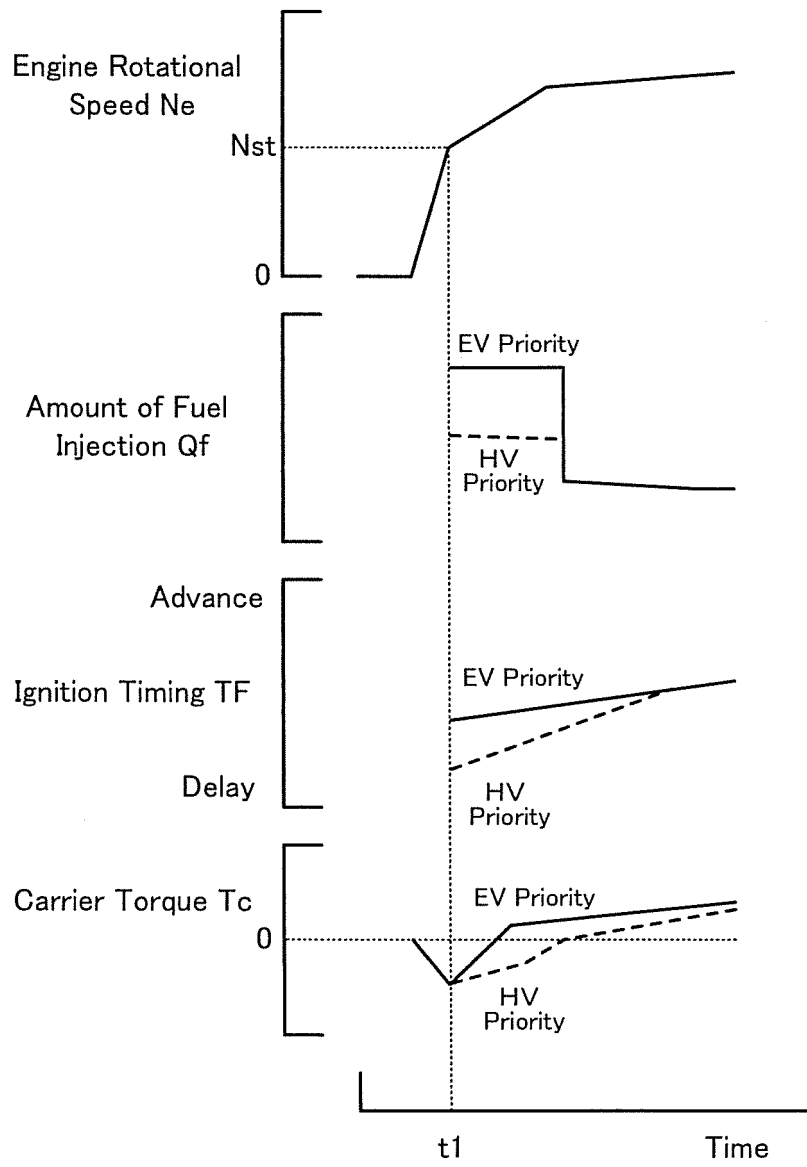 Engine Rotational
Speed Ne
Nst
0
EV Priority
Amount of Fuel
Injection Qf
HV
Priority
Advance
EV Priority
Ignition Timing TF
Delay
HV
Priority
EV Priority
Carrier Torque Tc
0
HV
Priority
t1
Time